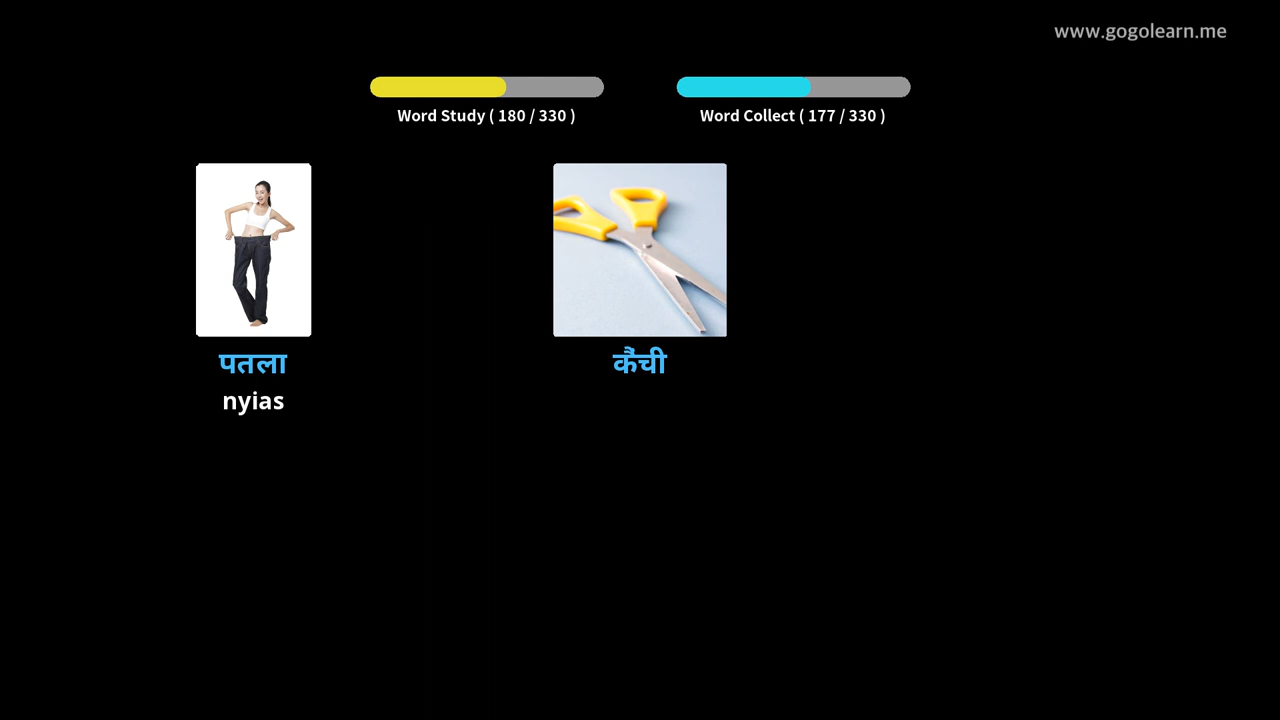 www.gogolearn.me
Word Study ( 180 / 330 )
Word Collect ( 177 / 330 )
पतला
nyias
कैंची